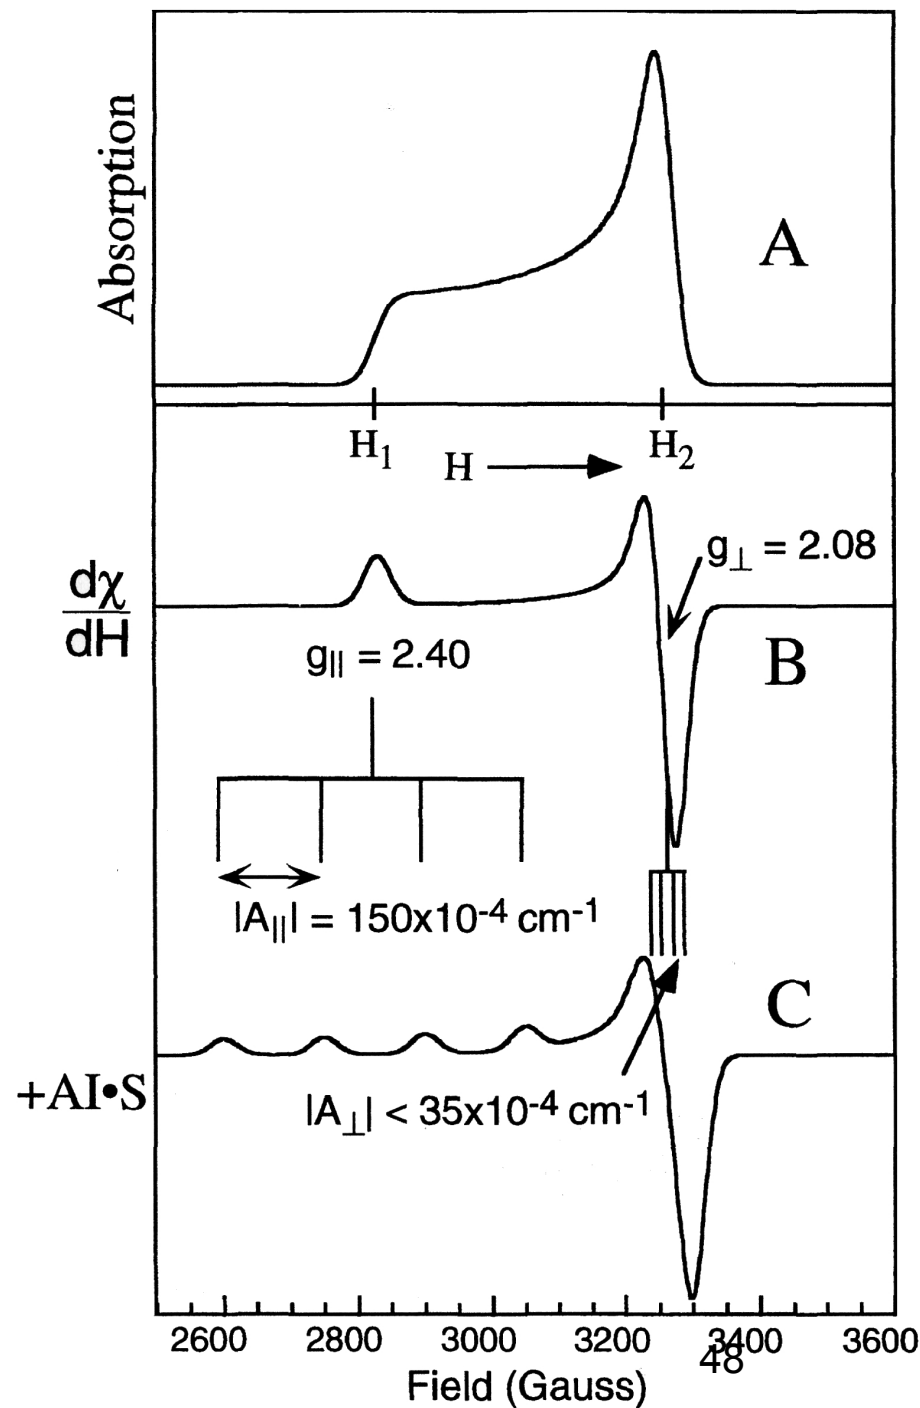 Absorption
A
H₁
H₂
H
g⊥ = 2.08
dχ
dH
B
g|| = 2.40
|A||| = 150x10⁻⁴ cm⁻¹
C
+AI•S
|A⊥| < 35x10⁻⁴ cm⁻¹
2600 2800 3000 3200 3400 3600
48
Field (Gauss)